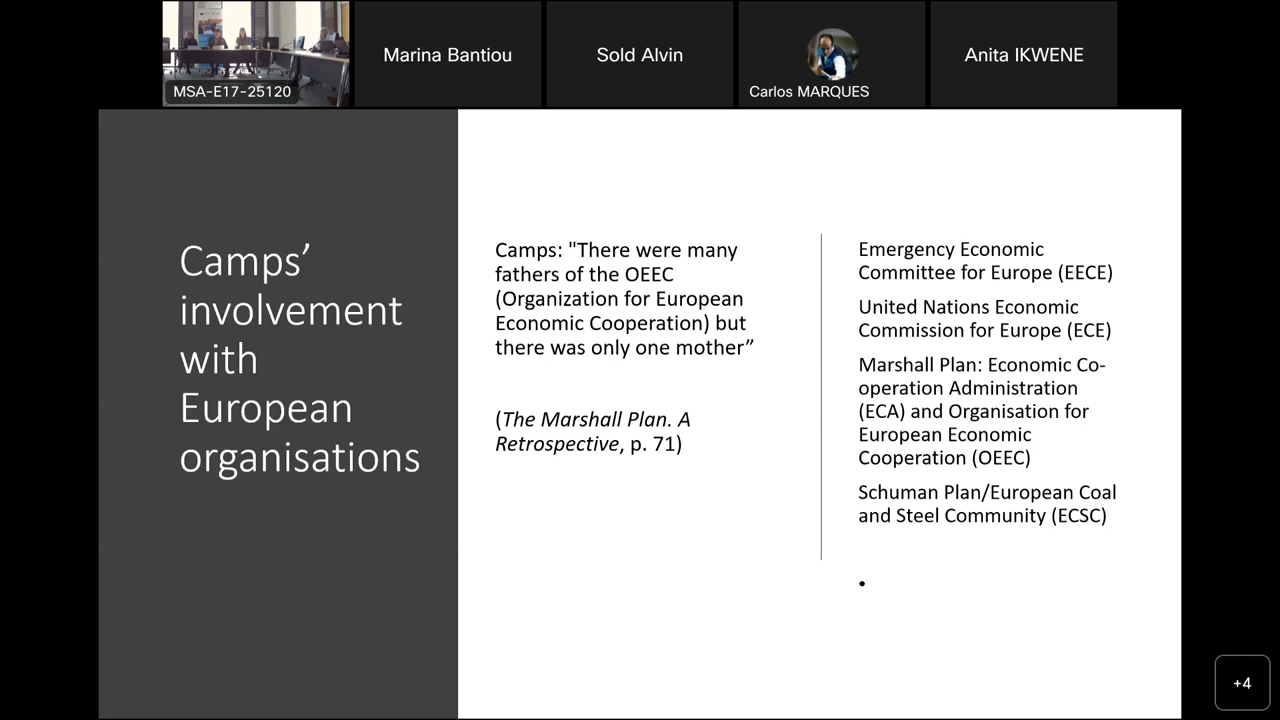 MSA-E17-25120
Marina Bantiou
Sold Alvin
Carlos MARQUES
Anita IKWENE
Camps’
involvement
with
European
organisations
Camps: "There were many
fathers of the OEEC
(Organization for European
Economic Cooperation) but
there was only one mother”
(The Marshall Plan. A
Retrospective, p. 71)
Emergency Economic
Committee for Europe (EECE)
United Nations Economic
Commission for Europe (ECE)
Marshall Plan: Economic Co-
operation Administration
(ECA) and Organisation for
European Economic
Cooperation (OEEC)
Schuman Plan/European Coal
and Steel Community (ECSC)
•
+4